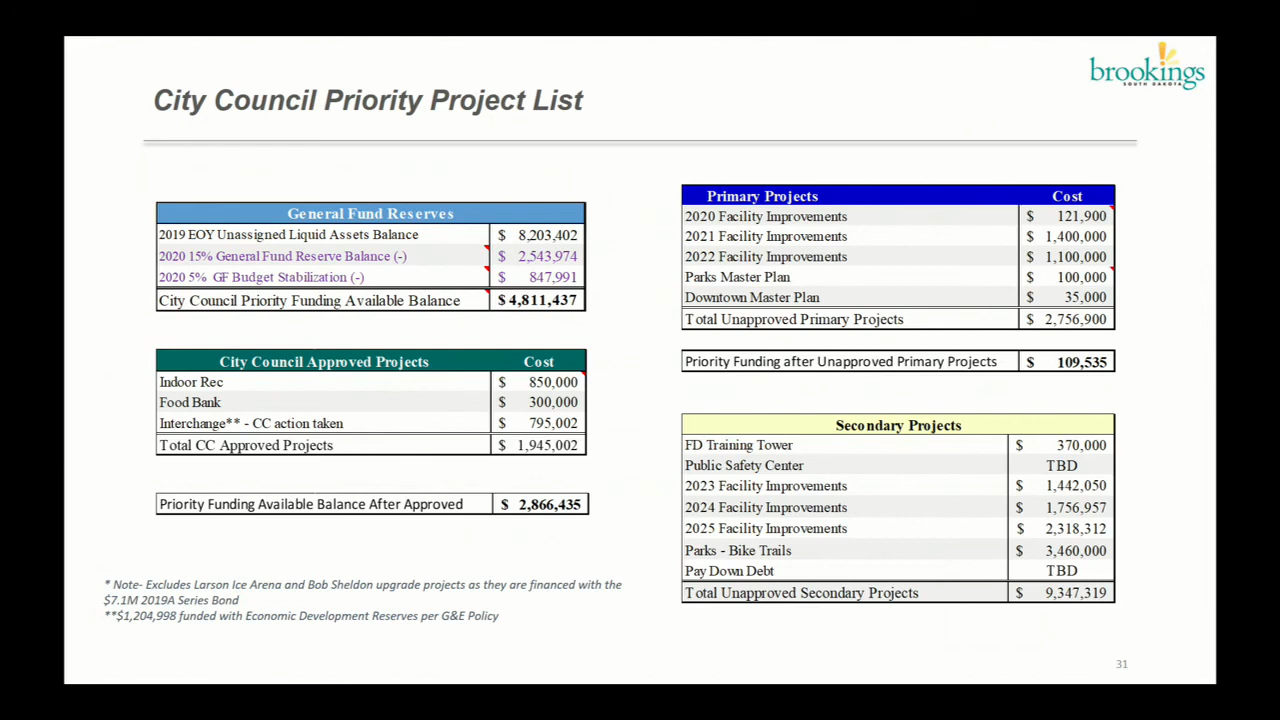 brookings
SOUTH DAKOTA
City Council Priority Project List
General Fund Reserves
2019 EOY Unassigned Liquid Assets Balance $ 8,203,402
2020 15% General Fund Reserve Balance (-) $ 2,543,974
2020 5% GF Budget Stabilization (-) $ 847,991
City Council Priority Funding Available Balance $ 4,811,437
City Council Approved Projects Cost
Indoor Rec $ 850,000
Food Bank $ 300,000
Interchange** - CC action taken $ 795,002
Total CC Approved Projects $ 1,945,002
Priority Funding Available Balance After Approved $ 2,866,435
* Note- Excludes Larson Ice Arena and Bob Sheldon upgrade projects as they are financed with the
$7.1M 2019A Series Bond
**$1,204,998 funded with Economic Development Reserves per G&E Policy
Primary Projects Cost
2020 Facility Improvements $ 121,900
2021 Facility Improvements $ 1,400,000
2022 Facility Improvements $ 1,100,000
Parks Master Plan $ 100,000
Downtown Master Plan $ 35,000
Total Unapproved Primary Projects $ 2,756,900
Priority Funding after Unapproved Primary Projects $ 109,535
Secondary Projects
FD Training Tower $ 370,000
Public Safety Center TBD
2023 Facility Improvements $ 1,442,050
2024 Facility Improvements $ 1,756,957
2025 Facility Improvements $ 2,318,312
Parks - Bike Trails $ 3,460,000
Pay Down Debt TBD
Total Unapproved Secondary Projects $ 9,347,319
31